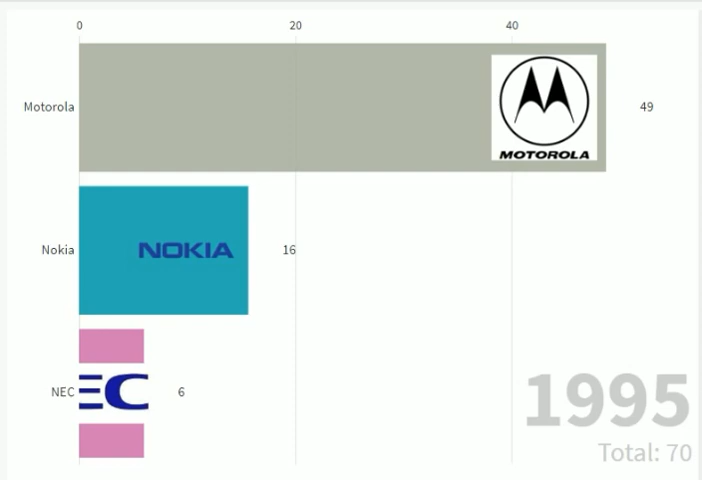 0 20 40
Motorola MOTOROLA 49
Nokia NOKIA 16
NEC EC 6
1995
Total: 70